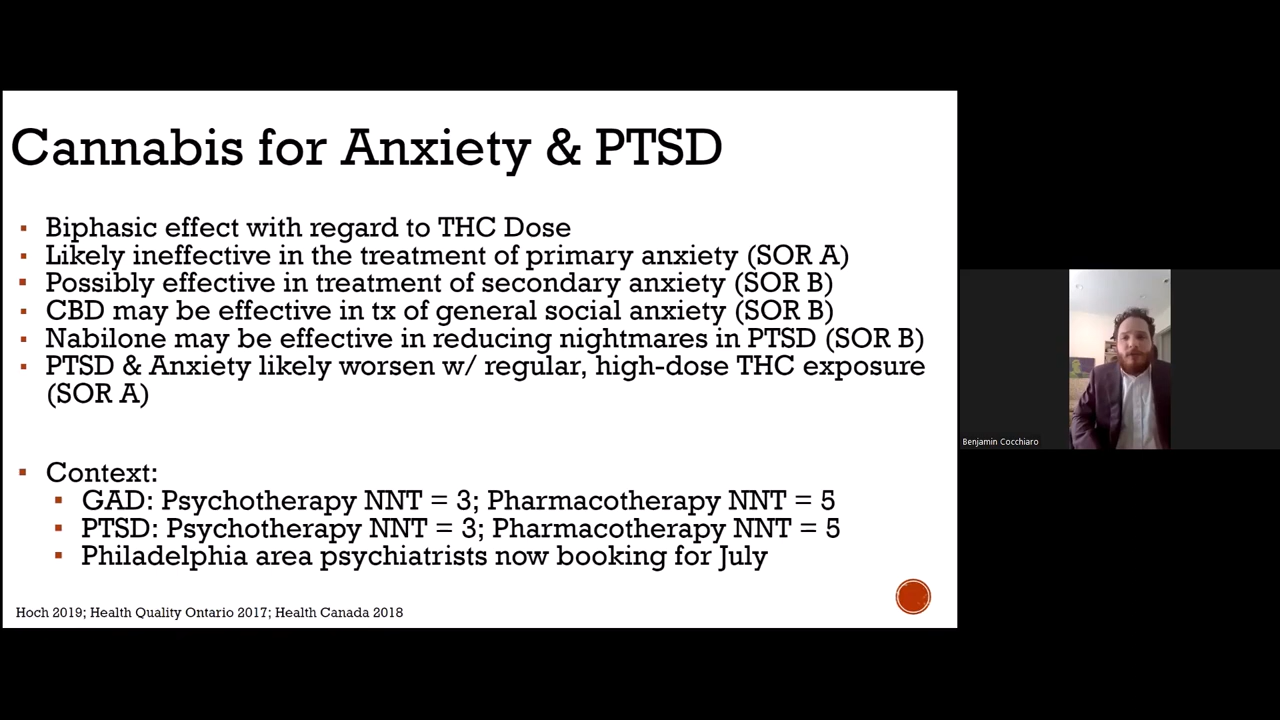 Cannabis for Anxiety & PTSD
▪ Biphasic effect with regard to THC Dose
▪ Likely ineffective in the treatment of primary anxiety (SOR A)
▪ Possibly effective in treatment of secondary anxiety (SOR B)
▪ CBD may be effective in tx of general social anxiety (SOR B)
▪ Nabilone may be effective in reducing nightmares in PTSD (SOR B)
▪ PTSD & Anxiety likely worsen w/ regular, high-dose THC exposure
(SOR A)
▪ Context:
▪ GAD: Psychotherapy NNT = 3; Pharmacotherapy NNT = 5
▪ PTSD: Psychotherapy NNT = 3; Pharmacotherapy NNT = 5
▪ Philadelphia area psychiatrists now booking for July
Hoch 2019; Health Quality Ontario 2017; Health Canada 2018
Benjamin Cocchiaro